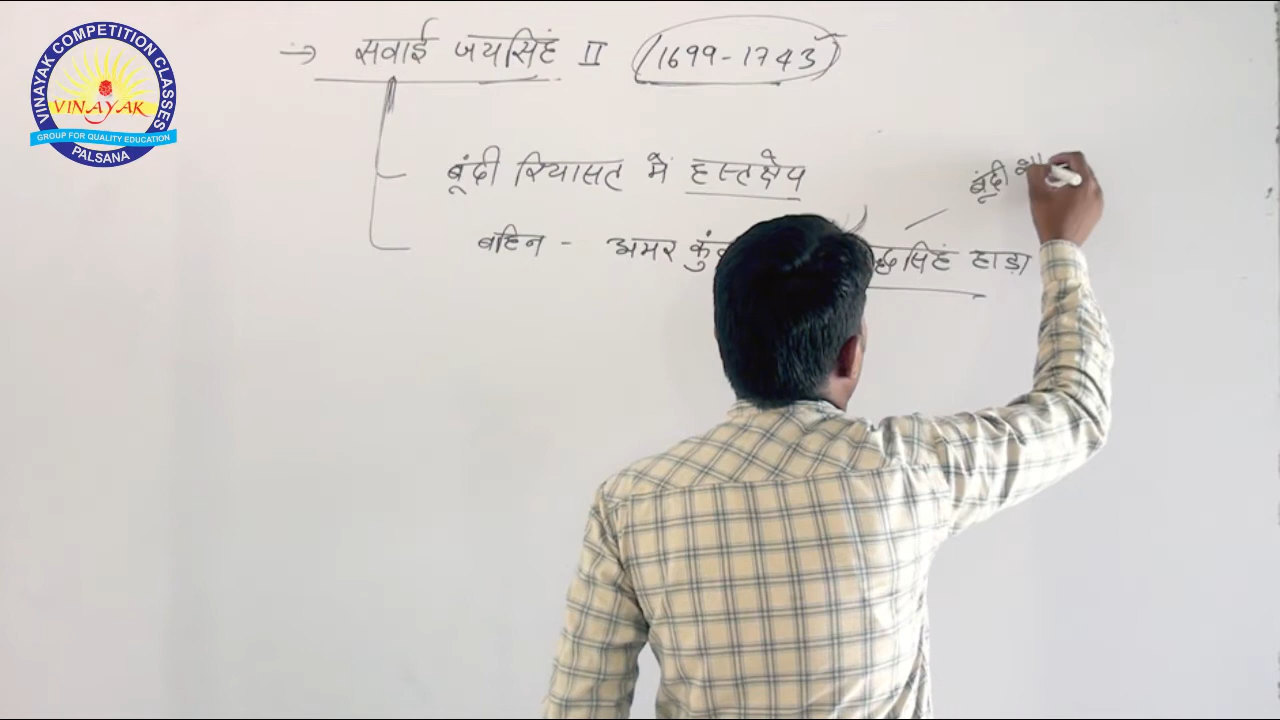 VINAYAK COMPETITION CLASSES
VINAYAK
GROUP FOR QUALITY EDUCATION
PALSANA
→ सवाई जयसिंह II (1699-1743)
बूंदी रियासत में हस्तक्षेप
बूंदी
बहिन - अमर हाड़ा